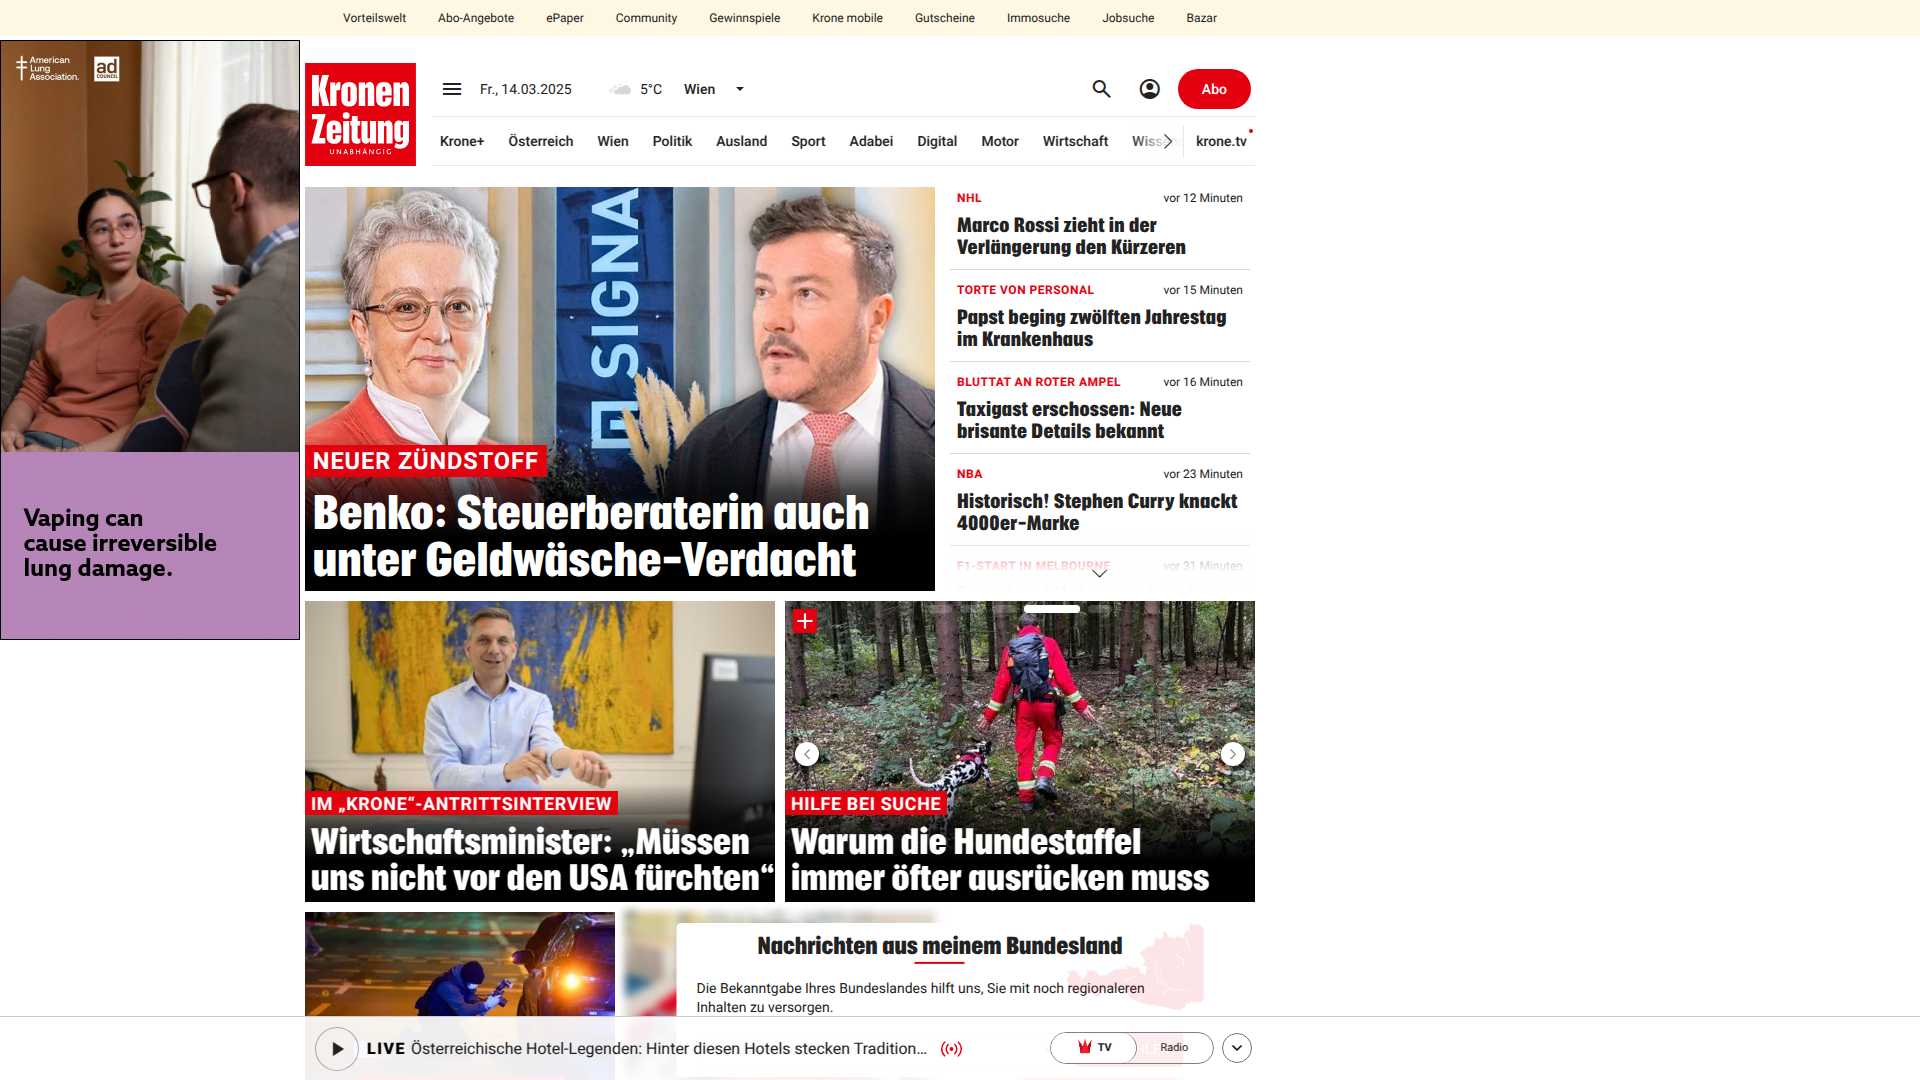 Vorteilswelt Abo-Angebote ePaper Community Gewinnspiele Krone mobile Gutscheine Immosuche Jobsuche Bazar
American
Lung
Association.
ad
COUNCIL
Vaping can
cause irreversible
lung damage.
Kronen
Zeitung
UNABHÄNGIG
Fr., 14.03.2025 5°C Wien Abo
Krone+ Österreich Wien Politik Ausland Sport Adabei Digital Motor Wirtschaft krone.tv
SIGNA
NEUER ZÜNDSTOFF
Benko: Steuerberaterin auch
unter Geldwäsche-Verdacht
NHL vor 12 Minuten
Marco Rossi zieht in der
Verlängerung den Kürzeren
TORTE VON PERSONAL vor 15 Minuten
Papst beging zwölften Jahrestag
im Krankenhaus
BLUTTAT AN ROTER AMPEL vor 16 Minuten
Taxigast erschossen: Neue
brisante Details bekannt
NBA vor 23 Minuten
Historisch! Stephen Curry knackt
4000er-Marke
F1-START IN MELBOURNE vor 31 Minuten
IM „KRONE“-ANTRITTSINTERVIEW
Wirtschaftsminister: „Müssen
uns nicht vor den USA fürchten“
HILFE BEI SUCHE
Warum die Hundestaffel
immer öfter ausrücken muss
Nachrichten aus meinem Bundesland
Die Bekanntgabe Ihres Bundeslandes hilft uns, Sie mit noch regionaleren
Inhalten zu versorgen.
LIVE Österreichische Hotel-Legenden: Hinter diesen Hotels stecken Tradition... TV Radio